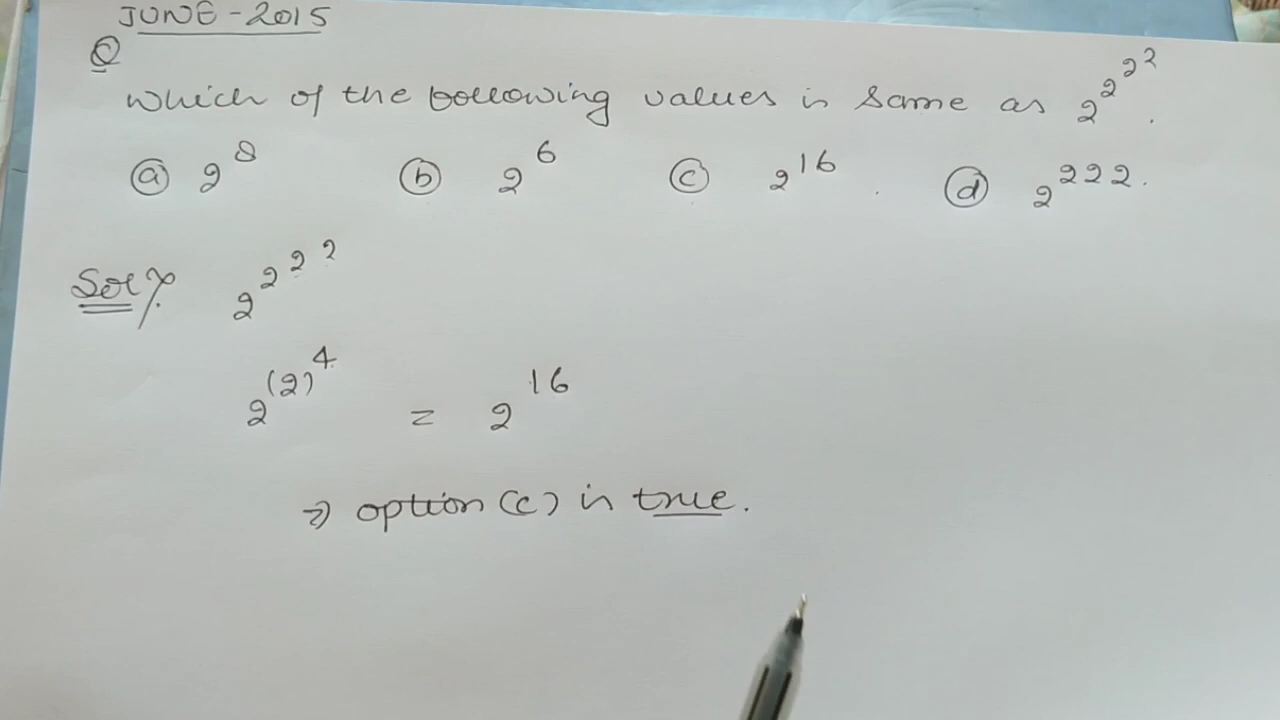 JUNE-2015
Q
Which of the following values is same as 2^2^2^2.
(a) 2^8 (b) 2^6 (c) 2^16. (d) 2^222.
Sol%. 2^2^2^2
2^(2)^4 = 2^16
⇒ option (c) is true.